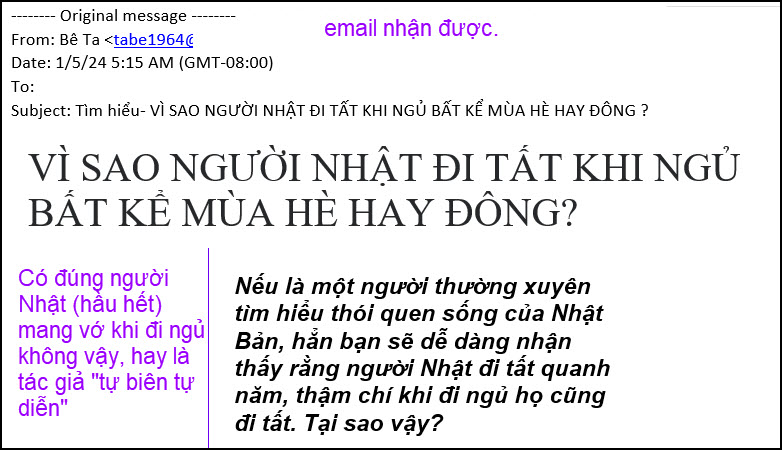 -------- Original message --------
email nhận được.
From: Bê Ta <tabe1964@
Date: 1/5/24 5:15 AM (GMT-08:00)
To:
Subject: Tìm hiểu- VÌ SAO NGƯỜI NHẬT ĐI TẤT KHI NGỦ BẤT KỂ MÙA HÈ HAY ĐÔNG ?
VÌ SAO NGƯỜI NHẬT ĐI TẤT KHI NGỦ
BẤT KỂ MÙA HÈ HAY ĐÔNG?
Có đúng người
Nhật (hầu hết)
mang vớ khi đi ngủ
không vậy, hay là
tác giả "tự biên tự
diễn"
Nếu là một người thường xuyên
tìm hiểu thói quen sống của Nhật
Bản, hẳn bạn sẽ dễ dàng nhận
thấy rằng người Nhật đi tất quanh
năm, thậm chí khi đi ngủ họ cũng
đi tất. Tại sao vậy?